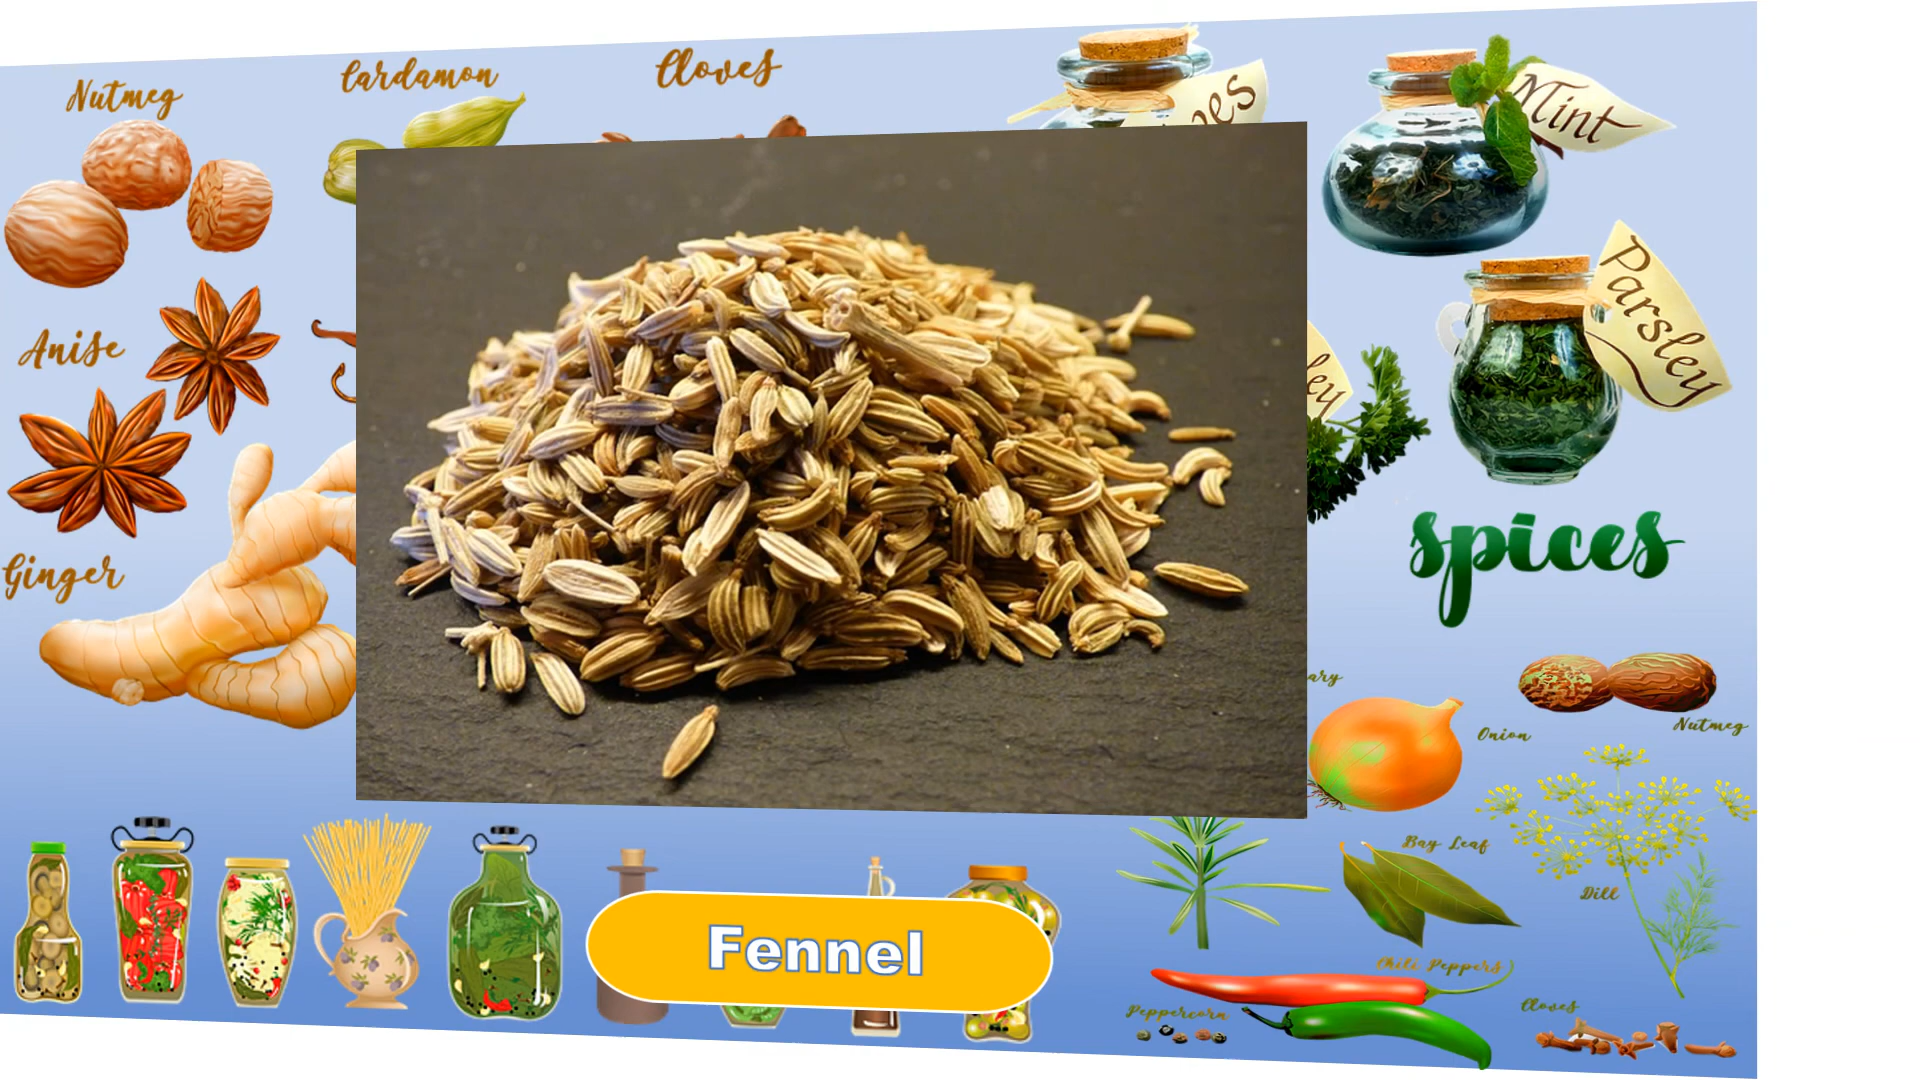 Nutmeg
Cardamon
Cloves
Mint
Parsley
Anise
Ginger
spices
Onion
Nutmeg
Bay Leaf
Dill
Chili Peppers
Peppercorn
Cloves
Fennel